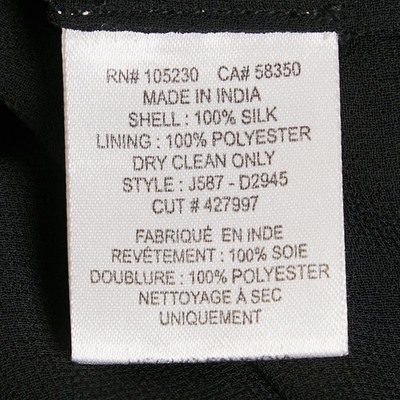 RN# 105230 CA# 58350
MADE IN INDIA
SHELL : 100% SILK
LINING : 100% POLYESTER
DRY CLEAN ONLY
STYLE : J587 - D2945
CUT # 427997
FABRIQUÉ EN INDE
REVÉTEMENT : 100% SOIE
DOUBLURE : 100% POLYESTER
NETTOYAGE À SEC
UNIQUEMENT